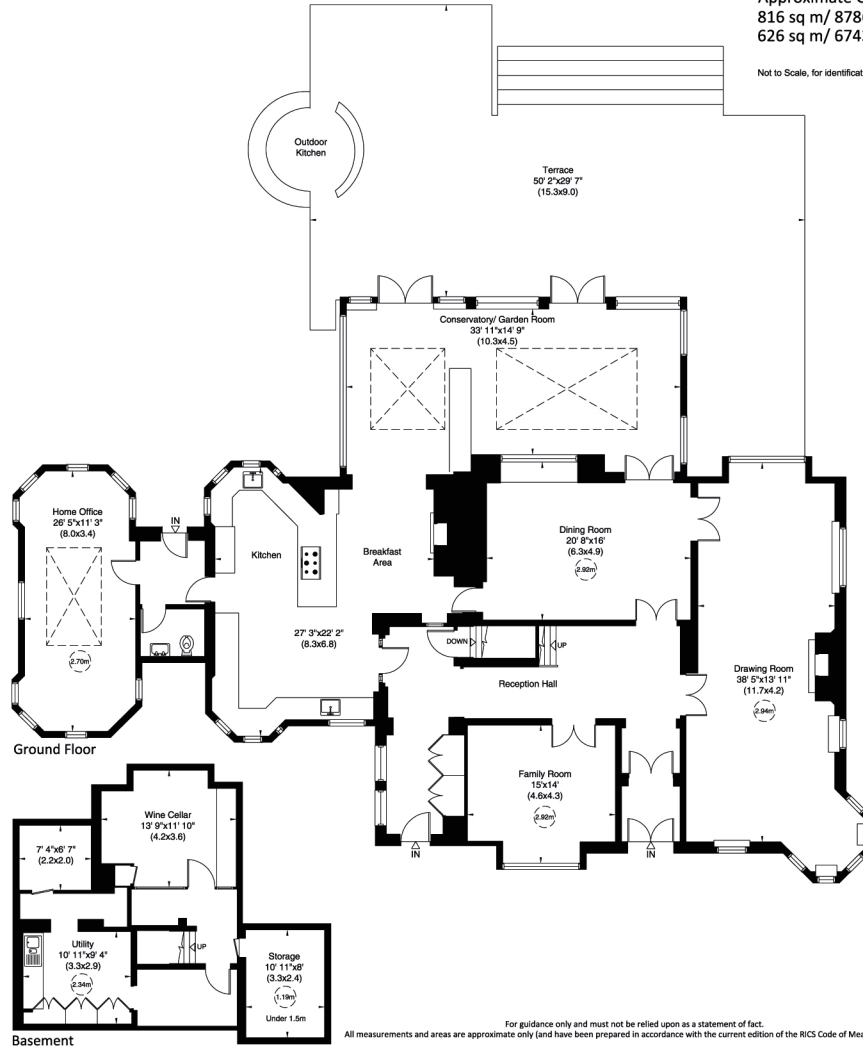 Approximate G
816 sq m/ 878
626 sq m/ 674
Not to Scale, for identificat
Outdoor
Kitchen
Terrace
50' 2"x29' 7"
(15.3x9.0)
Conservatory/ Garden Room
33' 11"x14' 9"
(10.3x4.5)
Home Office
26' 5"x11' 3"
(8.0x3.4)
2.70m
IN
Kitchen
Breakfast
Area
27' 3"x22' 2"
(8.3x6.8)
Dining Room
20' 8"x16'
(6.3x4.9)
2.92m
DOWN
UP
Reception Hall
Drawing Room
38' 5"x13' 11"
(11.7x4.2)
2.94m
Family Room
15'x14'
(4.6x4.3)
2.92m
IN
IN
Ground Floor
Wine Cellar
13' 9"x11' 10"
(4.2x3.6)
7' 4"x6' 7"
(2.2x2.0)
Utility
10' 11"x9' 4"
(3.3x2.9)
2.34m
UP
Storage
10' 11"x8'
(3.3x2.4)
1.19m
Under 1.5m
Basement
For guidance only and must not be relied upon as a statement of fact.
All measurements and areas are approximate only (and have been prepared in accordance with the current edition of the RICS Code of Mea